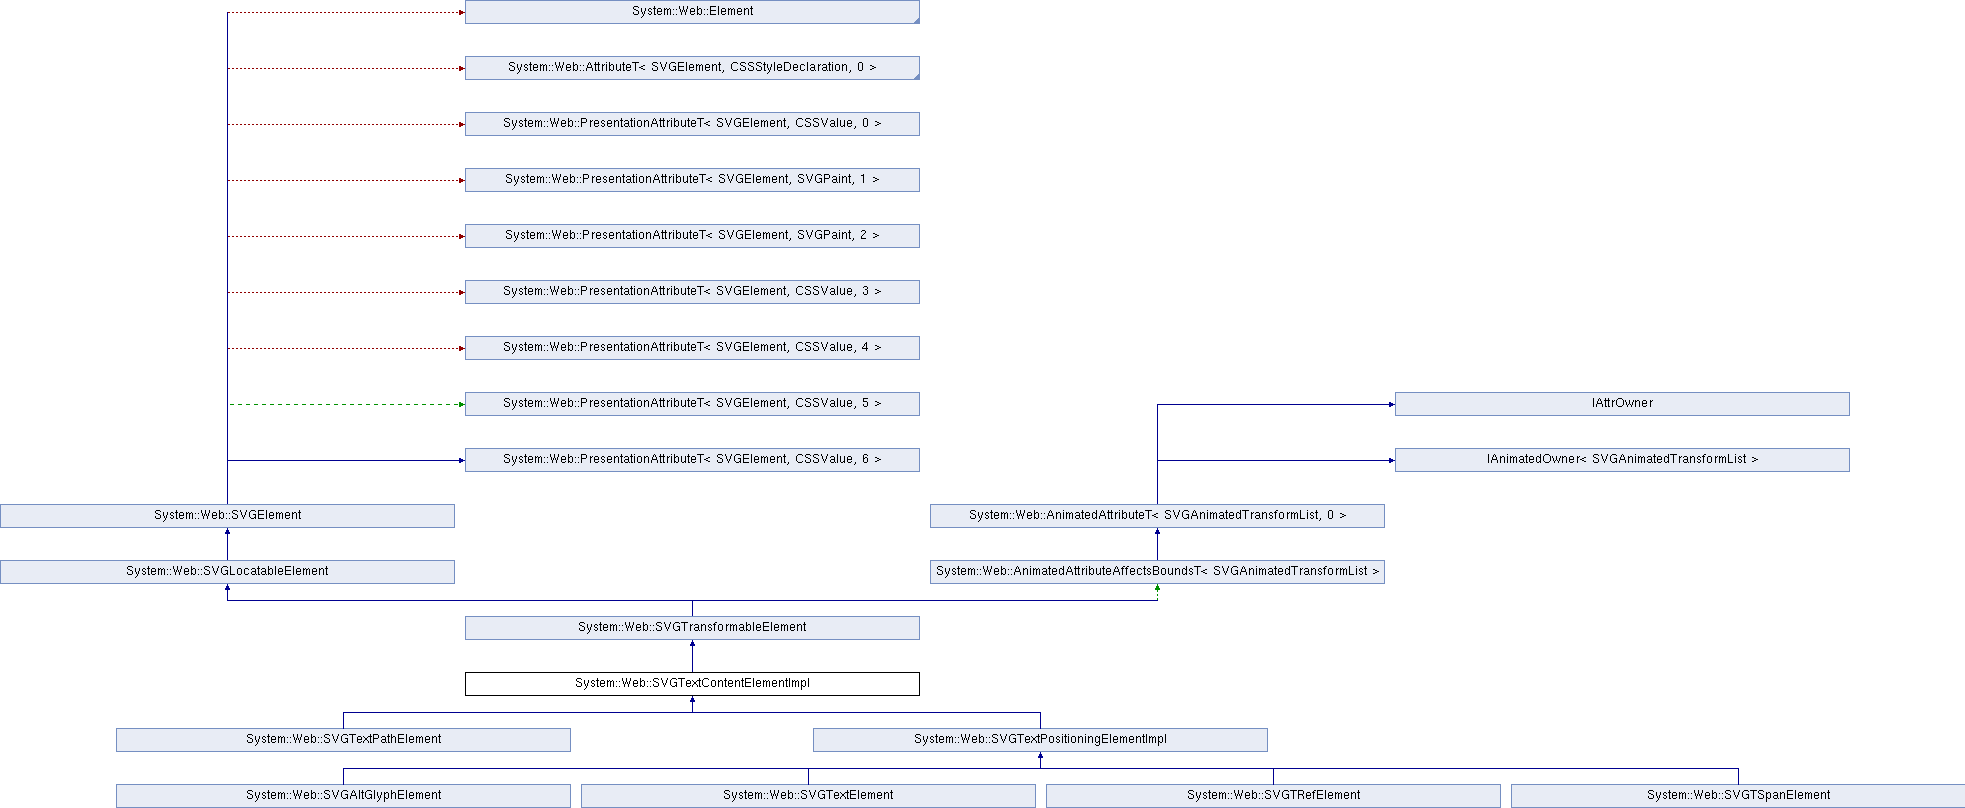 System::Web::Element
System::Web::AttributeT< SVGElement, CSSStyleDeclaration, 0 >
System::Web::PresentationAttributeT< SVGElement, CSSValue, 0 >
System::Web::PresentationAttributeT< SVGElement, SVGPaint, 1 >
System::Web::PresentationAttributeT< SVGElement, SVGPaint, 2 >
System::Web::PresentationAttributeT< SVGElement, CSSValue, 3 >
System::Web::PresentationAttributeT< SVGElement, CSSValue, 4 >
System::Web::PresentationAttributeT< SVGElement, CSSValue, 5 >
IAttrOwner
System::Web::PresentationAttributeT< SVGElement, CSSValue, 6 >
IAnimatedOwner< SVGAnimatedTransformList >
System::Web::SVGElement
System::Web::AnimatedAttributeT< SVGAnimatedTransformList, 0 >
System::Web::SVGLocatableElement
System::Web::AnimatedAttributeAffectsBoundsT< SVGAnimatedTransformList >
System::Web::SVGTransformableElement
System::Web::SVGTextContentElementImpl
System::Web::SVGTextPathElement
System::Web::SVGTextPositioningElementImpl
System::Web::SVGAltGlyphElement
System::Web::SVGTextElement
System::Web::SVGTRefElement
System::Web::SVGTSpanElement